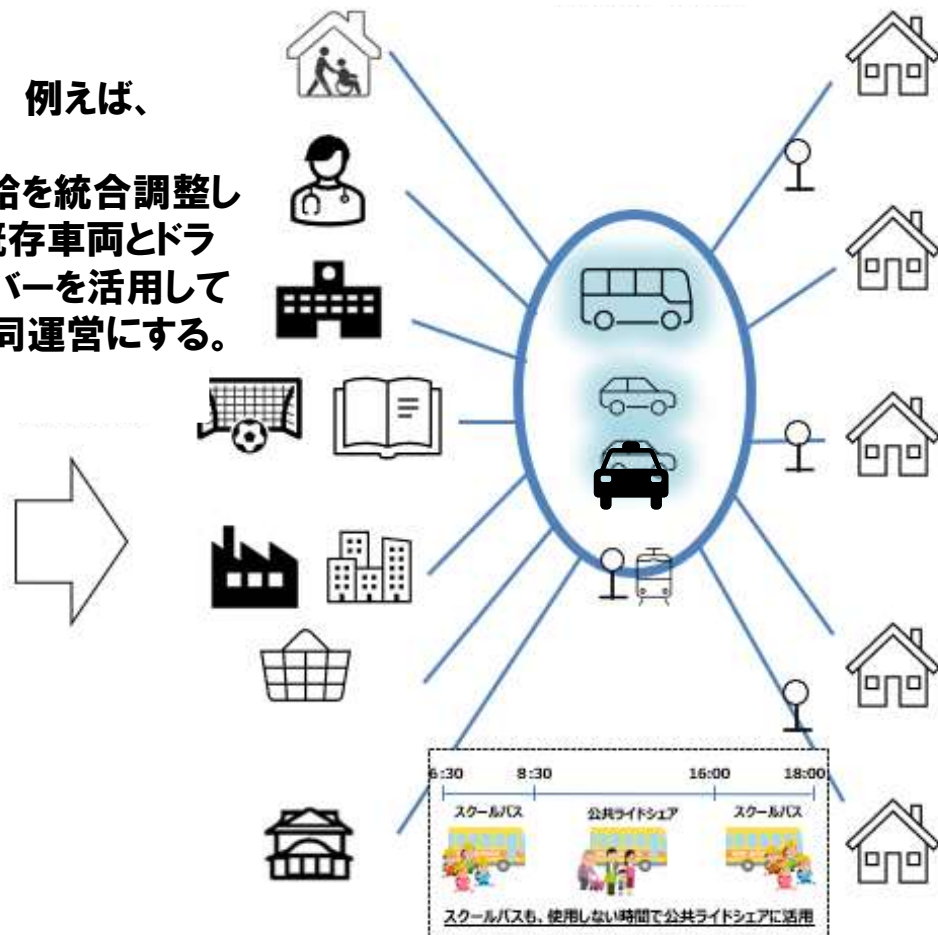 例えば、
給を統合調整し
存車両とドラ
バーを活用して
同運営にする。
6:30 8:30 16:00 18:00
スクールバス 公共ライドシェア スクールバス
スクールバスも、使用しない時間で公共ライドシェアに活用